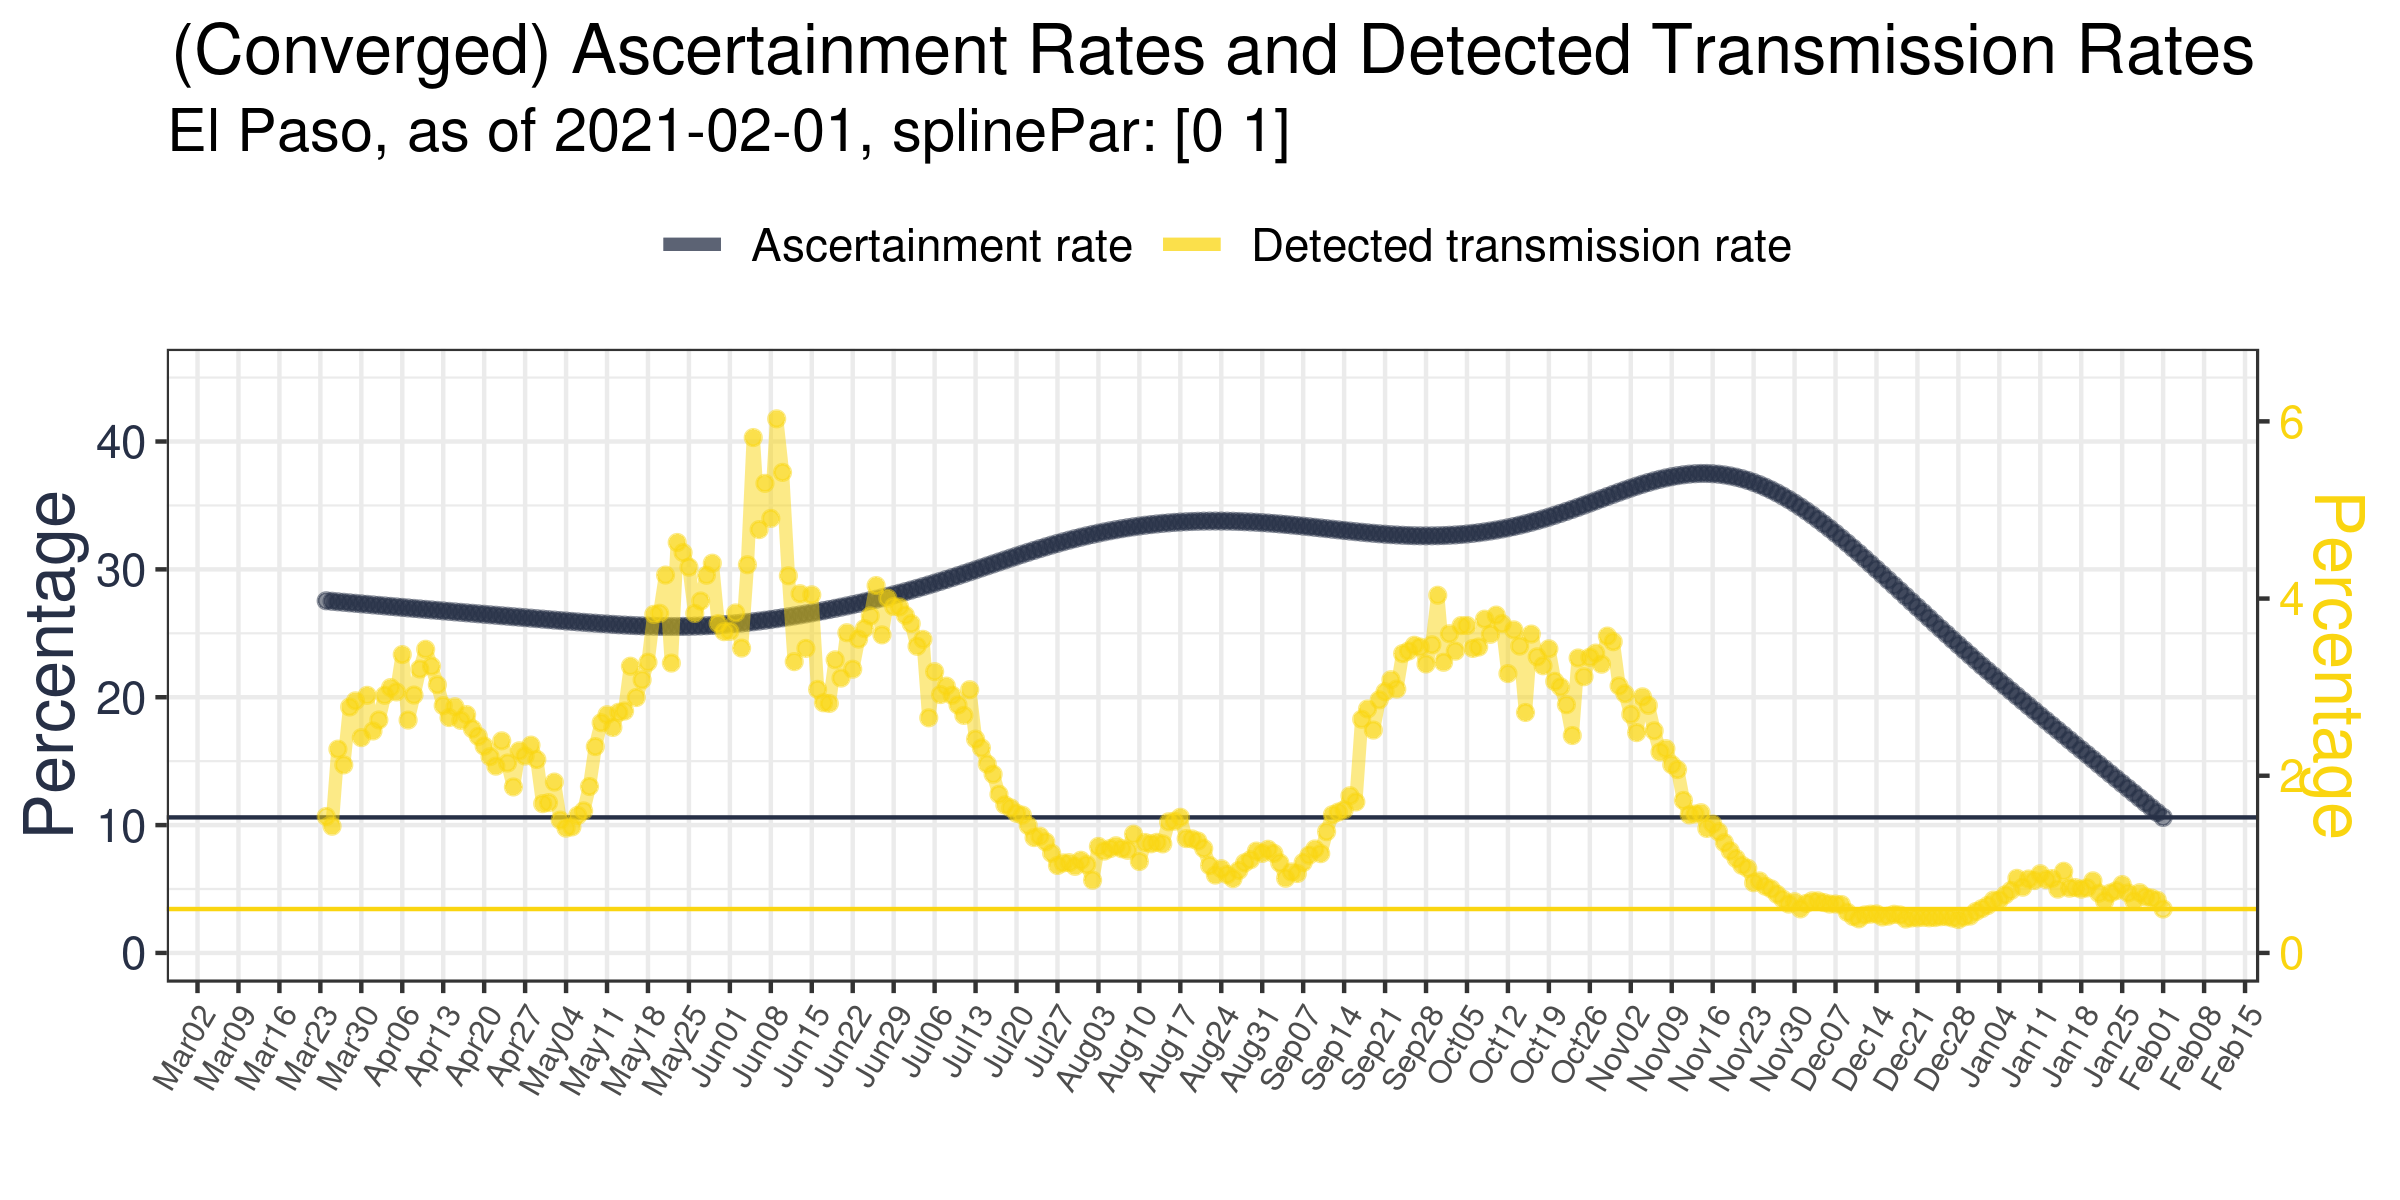 (Converged) Ascertainment Rates and Detected Transmission Rates
El Paso, as of 2021-02-01, splinePar: [0 1]
Ascertainment rate
Detected transmission rate
Percentage
40
30
20
10
0
6
4
2
0
Percentage
Mar02
Mar09
Mar16
Mar23
Mar30
Apr06
Apr13
Apr20
Apr27
May04
May11
May18
May25
Jun01
Jun08
Jun15
Jun22
Jun29
Jul06
Jul13
Jul20
Jul27
Aug03
Aug10
Aug17
Aug24
Aug31
Sep07
Sep14
Sep21
Sep28
Oct05
Oct12
Oct19
Oct26
Nov02
Nov09
Nov16
Nov23
Nov30
Dec07
Dec14
Dec21
Dec28
Jan04
Jan11
Jan18
Jan25
Feb01
Feb08
Feb15